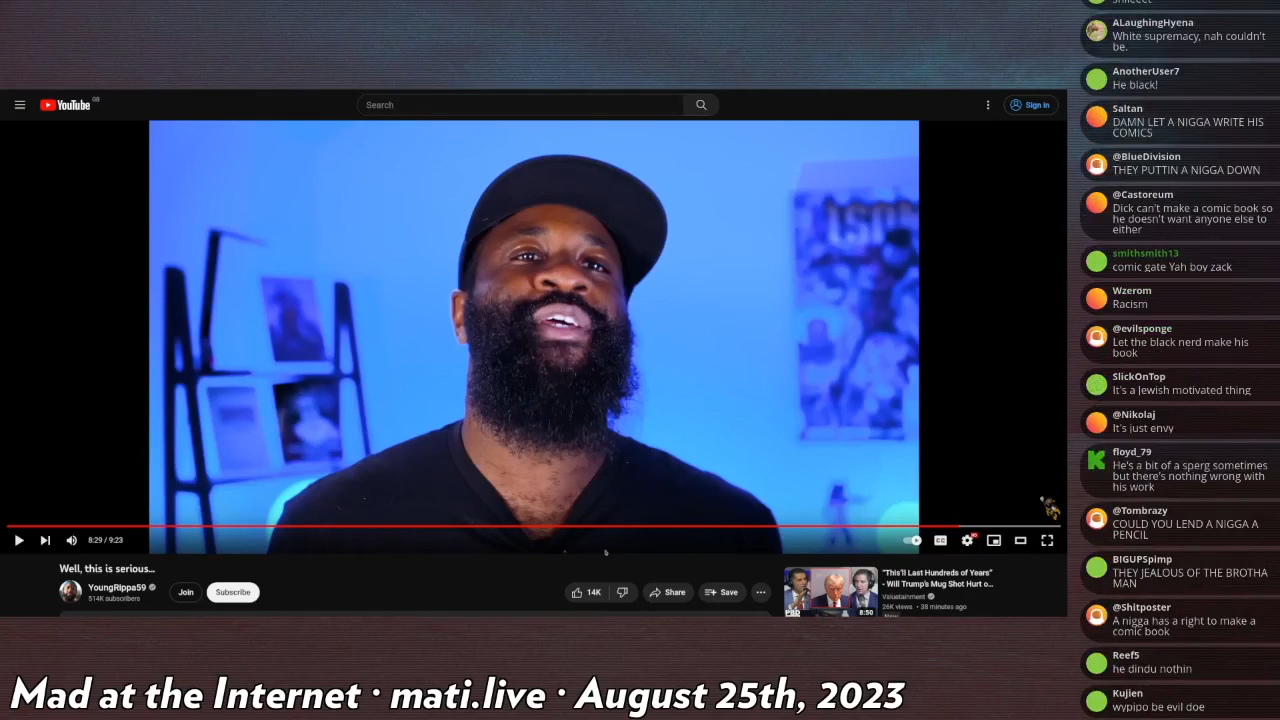 shilceet
ALaughingHyena
White supremacy, nah couldn't
be.
AnotherUser7
He black!
Saltan
DAMN LET A NIGGA WRITE HIS
COMICS
@BlueDivision
THEY PUTTIN A NIGGA DOWN
@Castoreum
Dick can't make a comic book so
he doesn't want anyone else to
either
smithsmith13
comic gate Yah boy zack
Wzerom
Racism
@evilsponge
Let the black nerd make his
book
SlickOnTop
It's a Jewish motivated thing
@Nikolaj
It's just envy
floyd_79
He's a bit of a sperg sometimes
but there's nothing wrong with
his work
@Tombrazy
COULD YOU LEND A NIGGA A
PENCIL
BIGUPSpimp
THEY JEALOUS OF THE BROTHA
MAN
@Shitposter
A nigga has a right to make a
comic book
Reef5
he dindu nothin
Kujien
wypipo be evil doe
YouTube GB
Search
Sign in
8:29 / 9:23
CC
Well, this is serious...
YoungRippa59
514K subscribers
Join
Subscribe
14K
Share
Save
"This'll Last Hundreds of Years"
- Will Trump's Mug Shot Hurt o...
Valuetainment
26K views • 38 minutes ago
New
PBD
8:50
Mad at the Internet · mati.live · August 25th, 2023